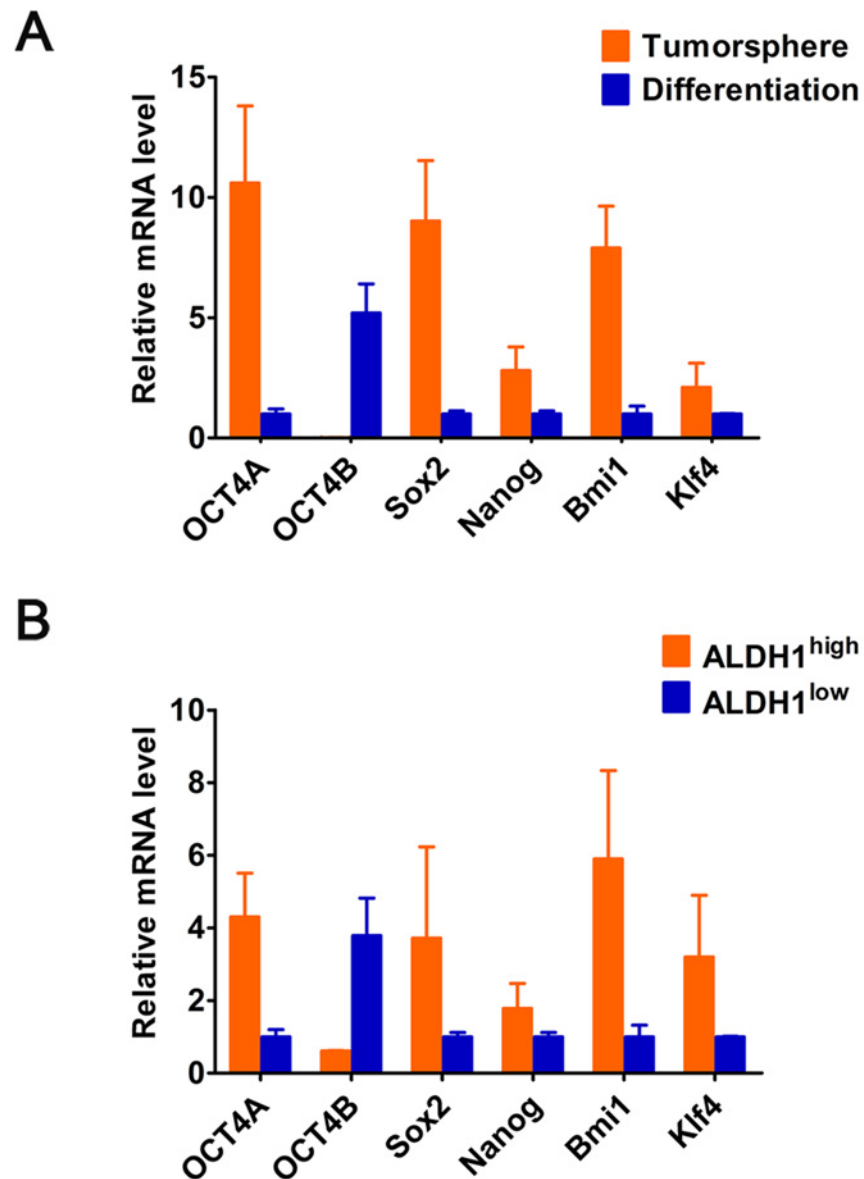 A
Tumorsphere
Differentiation
Relative mRNA level
15
10
5
0
OCT4A
OCT4B
Sox2
Nanog
Bmi1
Klf4
B
ALDH1high
ALDH1low
Relative mRNA level
10
8
6
4
2
0
OCT4A
OCT4B
Sox2
Nanog
Bmi1
Klf4